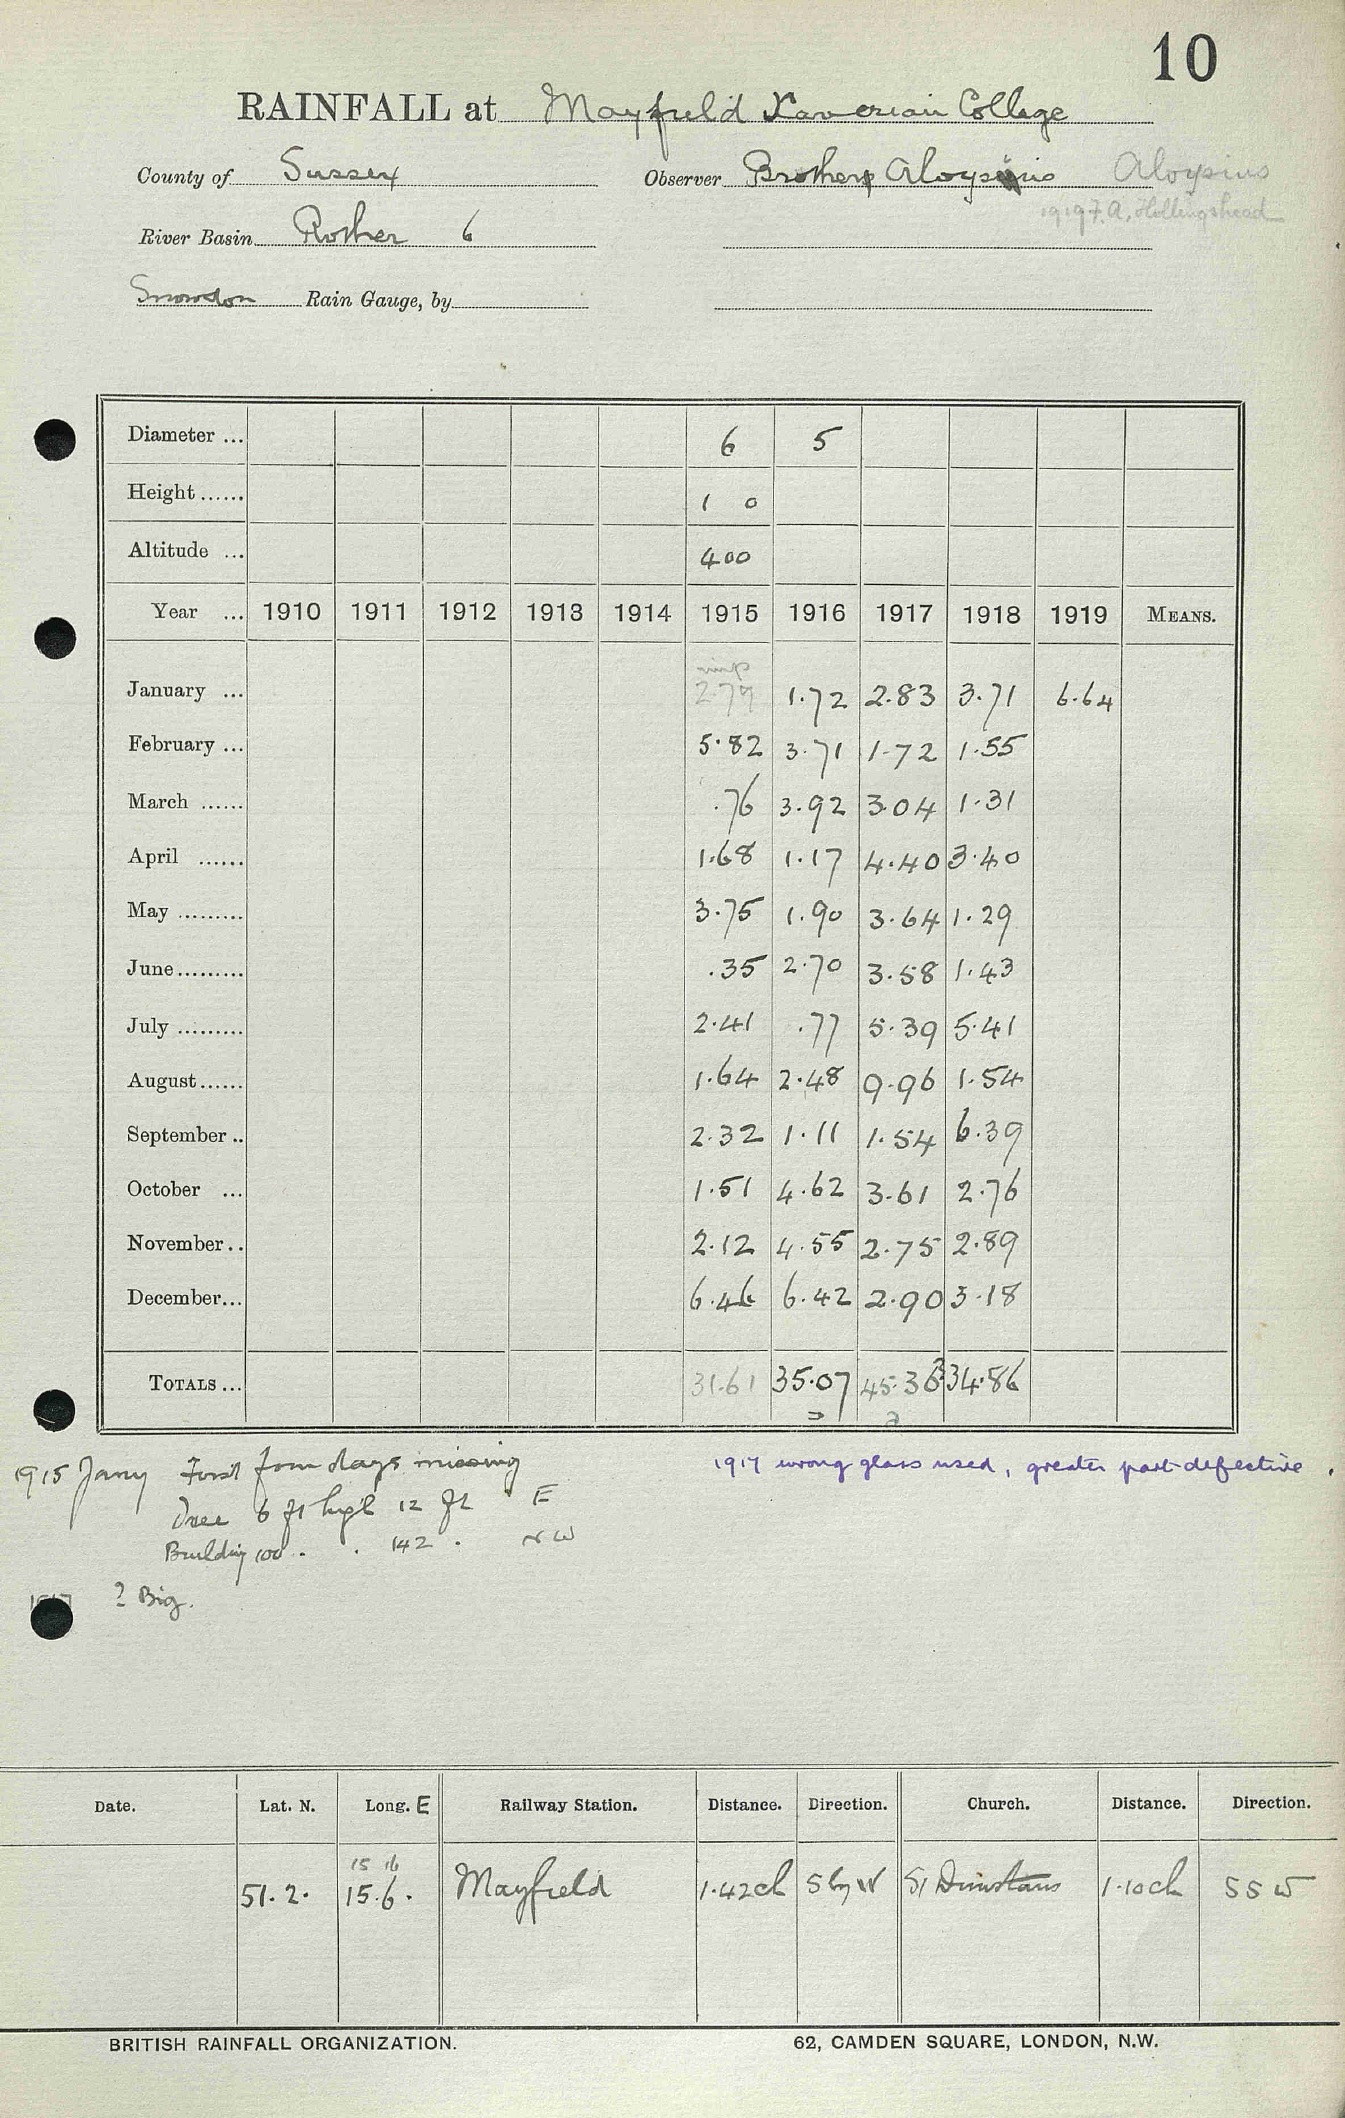 10
RAINFALL at Mayfield Xaverian College
County of Sussex Observer Brother Aloysius Aloysius
1919 F. A. Hollingshead
River Basin Rother 6
Snowdon Rain Gauge, by
Diameter ... 6 5
Height ...... 1 0
Altitude ... 400
Year ... 1910 1911 1912 1913 1914 1915 1916 1917 1918 1919 MEANS.
January ... 2.79 1.72 2.83 3.71 6.64
February ... 5.82 3.71 1.72 1.55
March ...... .76 3.92 3.04 1.31
April ...... 1.68 1.17 4.40 3.40
May ......... 3.75 1.90 3.64 1.29
June......... .35 2.70 3.58 1.43
July ......... 2.41 .77 5.39 5.41
August...... 1.64 2.48 9.96 1.54
September .. 2.32 1.11 1.54 6.39
October ... 1.51 4.62 3.61 2.76
November.. 2.12 4.55 2.75 2.89
December... 6.46 6.42 2.90 3.18
TOTALS ... 31.61 35.07 45.36 34.86
1915 Jany First four days missing 1917 wrong glass used, greater part defective.
Tree 6 ft high 12 ft E
Building 100 . . 142 . NW
1917 ? Big.
Date. Lat. N. Long. E Railway Station. Distance. Direction. Church. Distance. Direction.
15 16
51.2. 15.6. Mayfield 1.42ch S by W St Dunstans 1.10ch SSW
BRITISH RAINFALL ORGANIZATION. 62, CAMDEN SQUARE, LONDON, N.W.